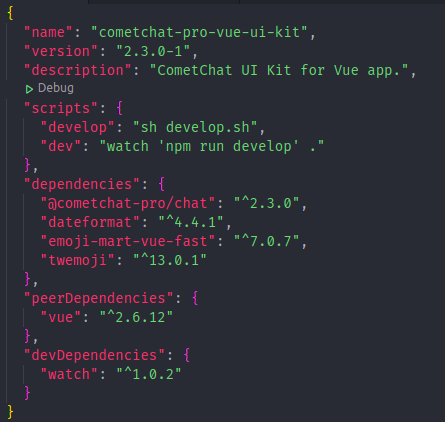 {
"name": "cometchat-pro-vue-ui-kit",
"version": "2.3.0-1",
"description": "CometChat UI Kit for Vue app.",
Debug
"scripts": {
"develop": "sh develop.sh",
"dev": "watch 'npm run develop' ."
},
"dependencies": {
"@cometchat-pro/chat": "^2.3.0",
"dateformat": "^4.4.1",
"emoji-mart-vue-fast": "^7.0.7",
"twemoji": "^13.0.1"
},
"peerDependencies": {
"vue": "^2.6.12"
},
"devDependencies": {
"watch": "^1.0.2"
}
}